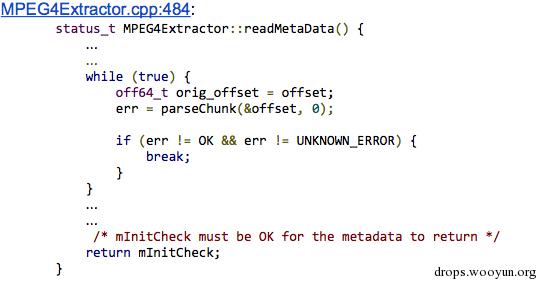 MPEG4Extractor.cpp:484:
status_t MPEG4Extractor::readMetaData() {
...
...
while (true) {
off64_t orig_offset = offset;
err = parseChunk(&offset, 0);
if (err != OK && err != UNKNOWN_ERROR) {
break;
}
}
...
...
/* mInitCheck must be OK for the metadata to return */
return mInitCheck;
}
drops.wooyun.org